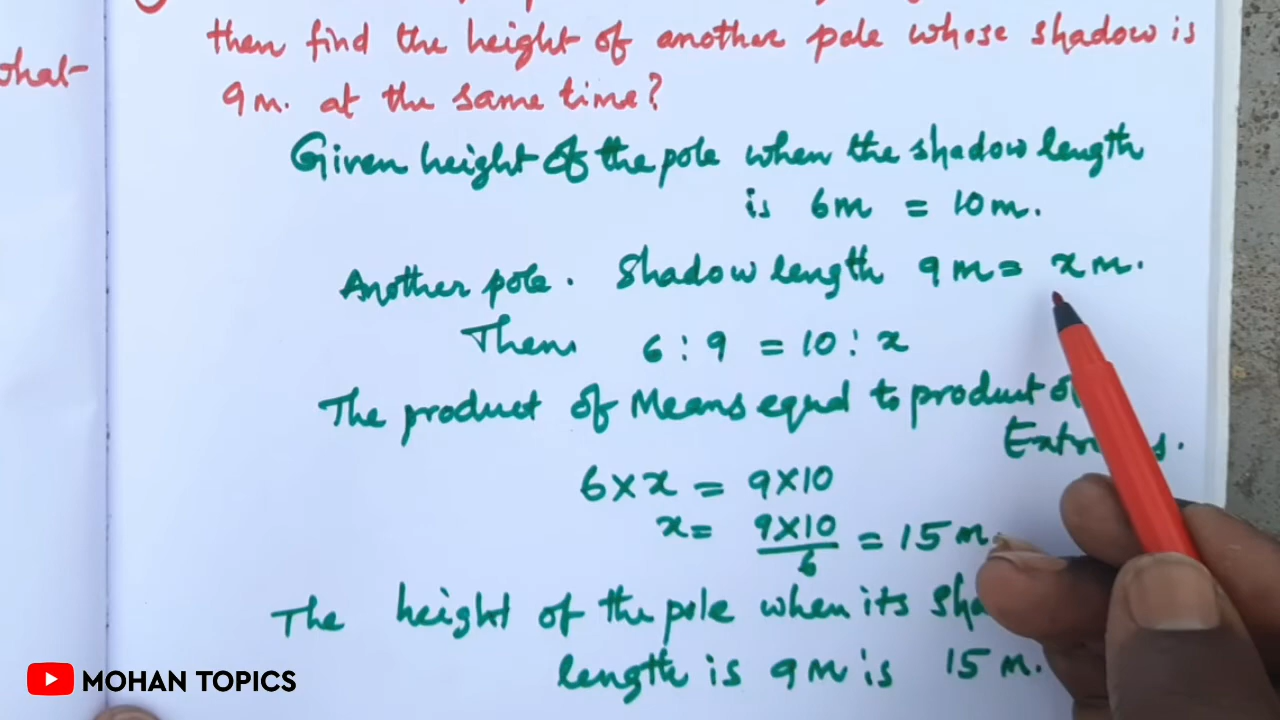 then find the height of another pole whose shadow is
what
9m. at the same time?
Given height of the pole when the shadow length
is 6m = 10m.
Another pole. Shadow length 9m = x m.
Then 6 : 9 = 10 : x
The product of Means equal to product
6 × x = 9×10
x = 9×10/6 = 15 m.
The height of the pole when its
length is 9m is 15 m.
MOHAN TOPICS